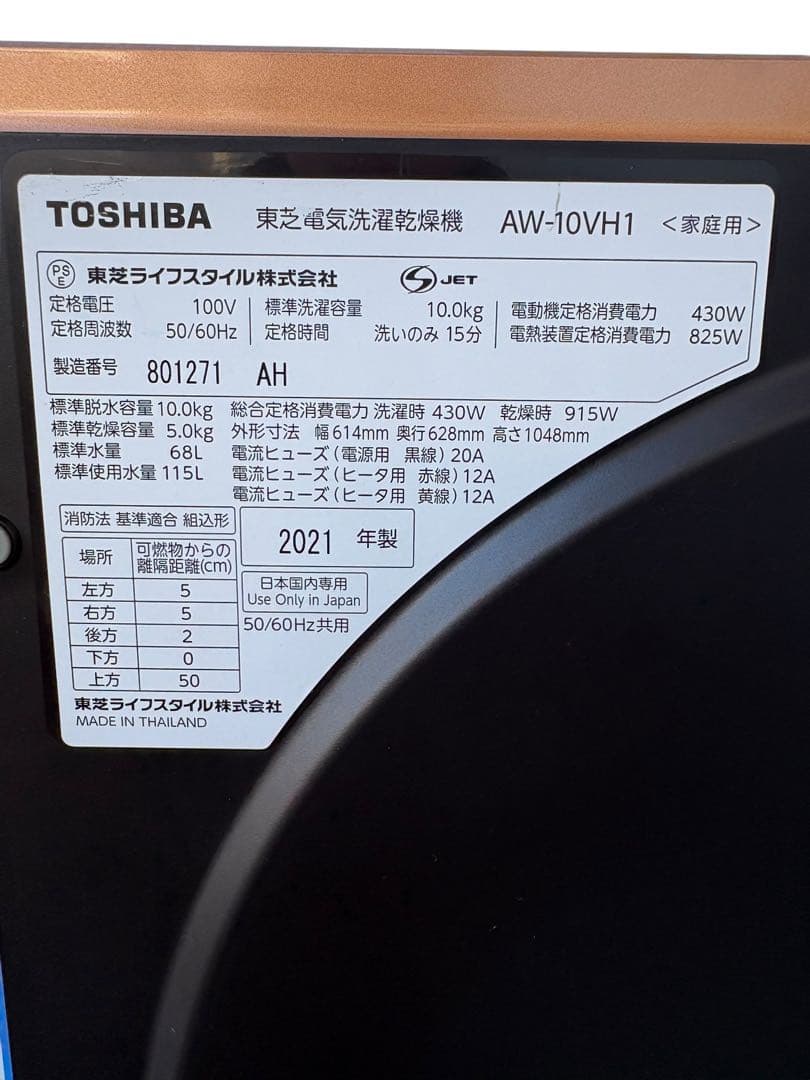 TOSHIBA 東芝電気洗濯乾燥機 AW-10VH1 <家庭用>
PSE 東芝ライフスタイル株式会社 S JET
定格電圧 100V 標準洗濯容量 10.0kg 電動機定格消費電力 430W
定格周波数 50/60Hz 定格時間 洗いのみ 15分 電熱装置定格消費電力 825W
製造番号 801271 AH
標準脱水容量 10.0kg 総合定格消費電力 洗濯時 430W 乾燥時 915W
標準乾燥容量 5.0kg 外形寸法 幅614mm 奥行628mm 高さ1048mm
標準水量 68L 電流ヒューズ(電源用 黒線)20A
標準使用水量 115L 電流ヒューズ(ヒータ用 赤線)12A
電流ヒューズ(ヒータ用 黄線)12A
消防法 基準適合 組込形
2021 年製
場所 可燃物からの離隔距離(cm)
左方 5
右方 5
後方 2
下方 0
上方 50
日本国内専用
Use Only in Japan
50/60Hz共用
東芝ライフスタイル株式会社
MADE IN THAILAND